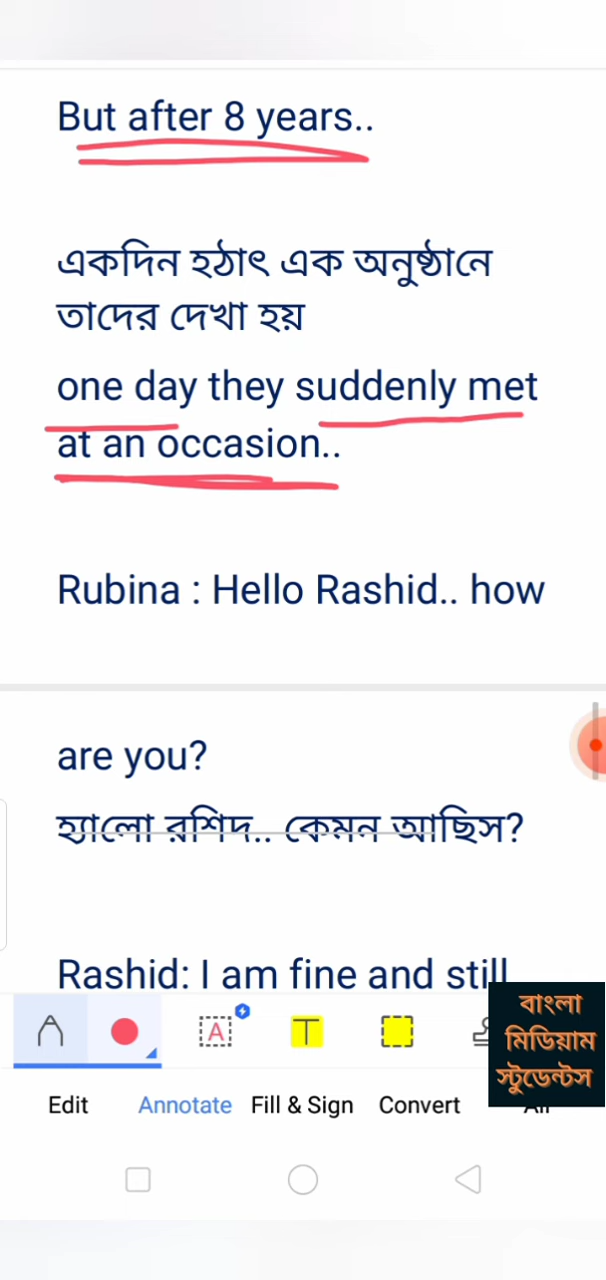 But after 8 years..
একদিন হঠাৎ এক অনুষ্ঠানে
তাদের দেখা হয়
one day they suddenly met
at an occasion..
Rubina : Hello Rashid.. how
are you?
হ্যালো রশিদ.. কেমন আছিস?
Rashid: I am fine and still
A T
বাংলা
মিডিয়াম
স্টুডেন্টস
Edit Annotate Fill & Sign Convert All